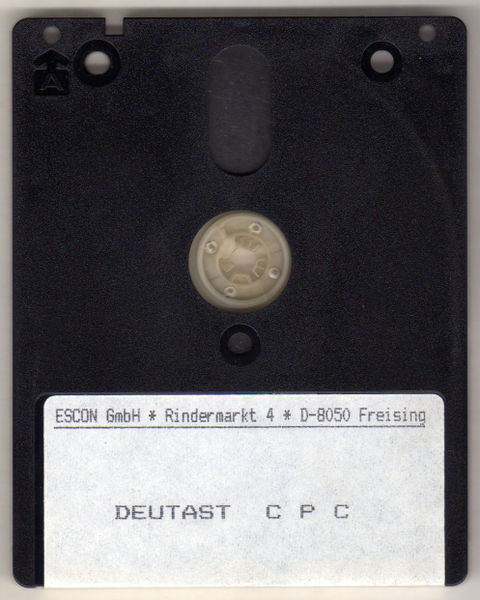 A
ESCON GmbH * Rindermarkt 4 * D-8050 Freising
DEUTAST C P C